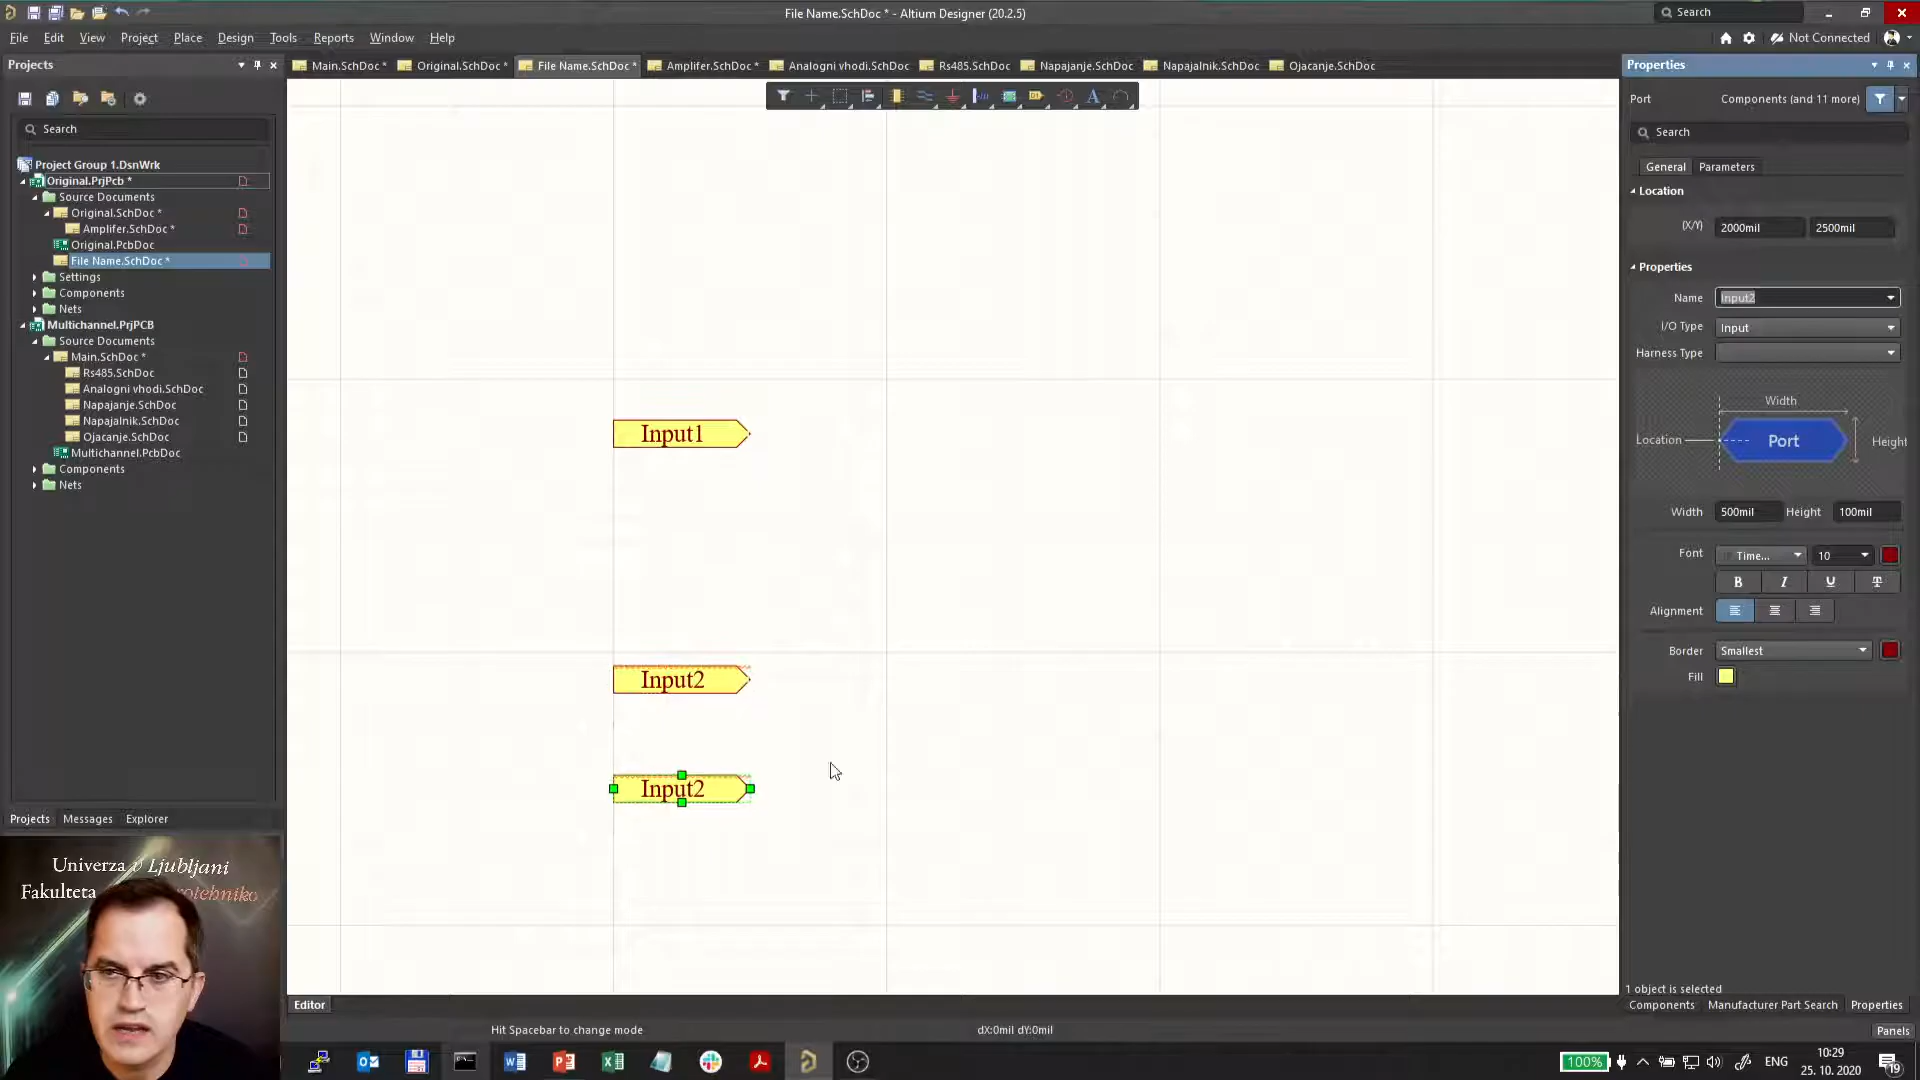 File Name.SchDoc * - Altium Designer (20.2.5)
Search
File Edit View Project Place Design Tools Reports Window Help
Not Connected
Projects
Main.SchDoc * Original.SchDoc * File Name.SchDoc * Amplifer.SchDoc * Analogni vhodi.SchDoc Rs485.SchDoc Napajanje.SchDoc Napajalnik.SchDoc Ojacanje.SchDoc
Properties
Port Components (and 11 more)
Search
Search
General Parameters
Project Group 1.DsnWrk
Original.PrjPcb *
Source Documents
Original.SchDoc *
Amplifer.SchDoc *
Original.PcbDoc
File Name.SchDoc *
Settings
Components
Nets
Multichannel.PrjPCB
Source Documents
Main.SchDoc *
Rs485.SchDoc
Analogni vhodi.SchDoc
Napajanje.SchDoc
Napajalnik.SchDoc
Ojacanje.SchDoc
Multichannel.PcbDoc
Components
Nets
Input1
Input2
Input2
Location
(X/Y) 2000mil 2500mil
Properties
Name Input2
I/O Type Input
Harness Type
Width
Location Port Height
Width 500mil Height 100mil
Font Time... 10
B I U T
Alignment
Border Smallest
Fill
Projects Messages Explorer
Univerza v Ljubljani
Fakulteta
1 object is selected
Editor
Components Manufacturer Part Search Properties
Hit Spacebar to change mode dX:0mil dY:0mil
Panels
100% ENG 10:29
25. 10. 2020
19